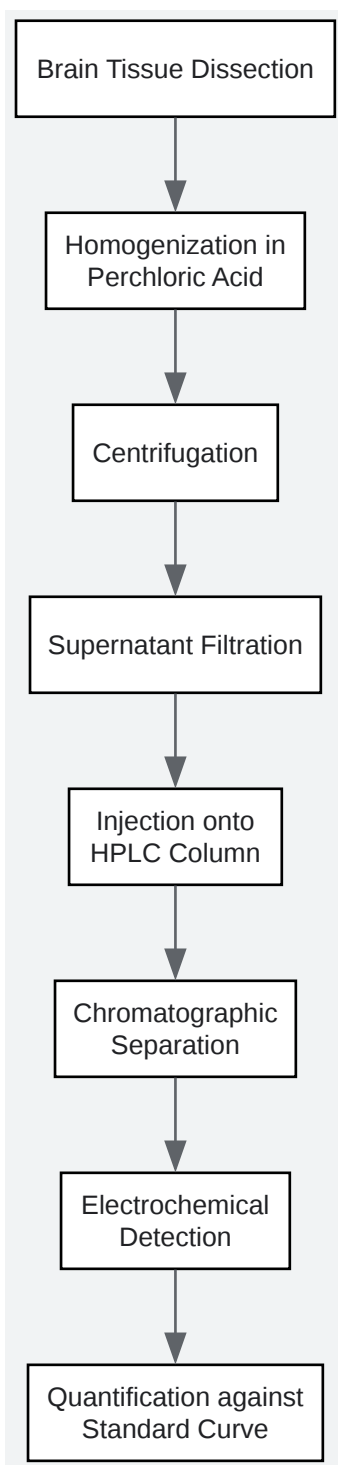 Brain Tissue Dissection
Homogenization in
Perchloric Acid
Centrifugation
Supernatant Filtration
Injection onto
HPLC Column
Chromatographic
Separation
Electrochemical
Detection
Quantification against
Standard Curve